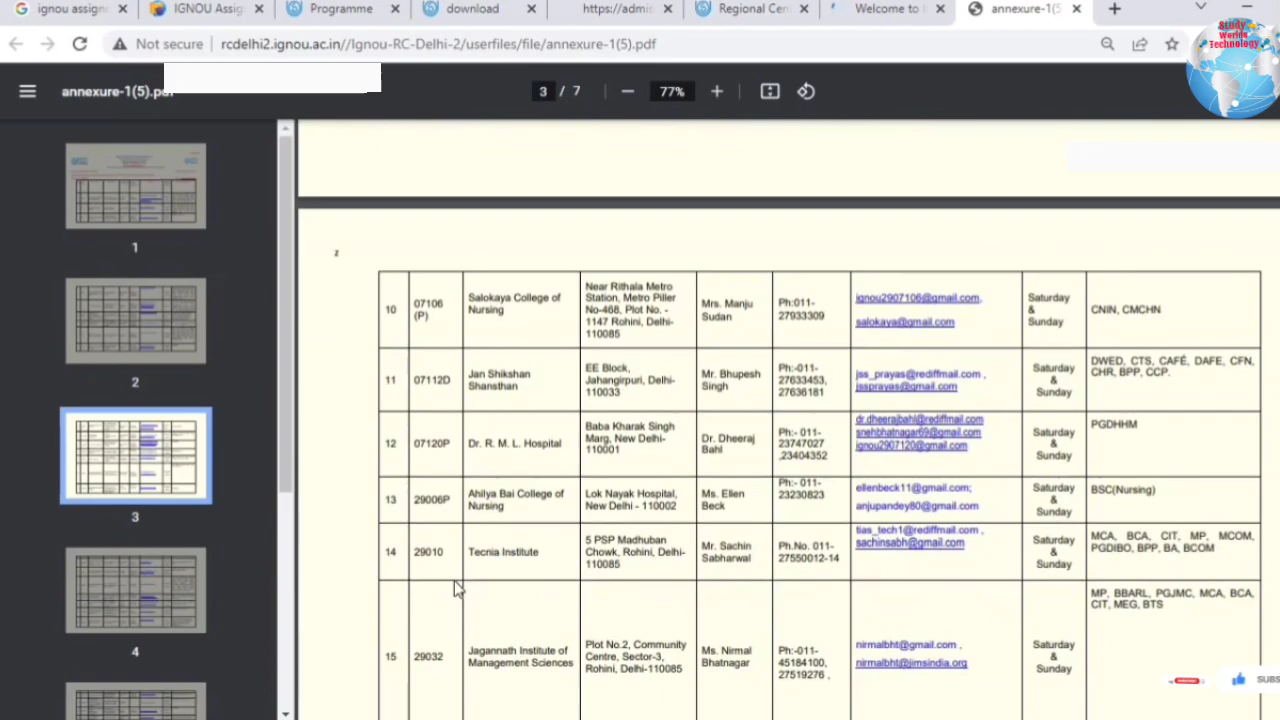 ignou assign
IGNOU Assig
Programme
download
https://admis
Regional Cen
Welcome to I
annexure-1(5
Not secure
rcdelhi2.ignou.ac.in//Ignou-RC-Delhi-2/userfiles/file/annexure-1(5).pdf
Study
Worlds
Technology
annexure-1(5).pdf
3 / 7
77%
1
2
3
4
2
10
07106
(P)
Salokaya College of
Nursing
Near Rithala Metro
Station, Metro Piller
No-468, Plot No. -
1147 Rohini, Delhi-
110085
Mrs. Manju
Sudan
Ph:011-
27933309
ignou2907106@gmail.com,
salokaya@gmail.com
Saturday
&
Sunday
CNIN, CMCHN
11
07112D
Jan Shikshan
Shansthan
EE Block,
Jahangirpuri, Delhi-
110033
Mr. Bhupesh
Singh
Ph:-011-
27633453,
27636181
jss_prayas@rediffmail.com ,
jssprayas@gmail.com
Saturday
&
Sunday
DWED, CTS, CAFÉ, DAFE, CFN,
CHR, BPP, CCP.
12
07120P
Dr. R. M. L. Hospital
Baba Kharak Singh
Marg, New Delhi-
110001
Dr. Dheeraj
Bahl
Ph:- 011-
23747027
,23404352
dr.dheerajbahl@rediffmail.com
snehbhatnagar69@gmail.com
ignou2907120@gmail.com
Saturday
&
Sunday
PGDHHM
13
29006P
Ahilya Bai College of
Nursing
Lok Nayak Hospital,
New Delhi - 110002
Ms. Ellen
Beck
Ph:- 011-
23230823
ellenbeck11@gmail.com;
anjupandey80@gmail.com
Saturday
&
Sunday
BSC(Nursing)
14
29010
Tecnia Institute
5 PSP Madhuban
Chowk, Rohini, Delhi-
110085
Mr. Sachin
Sabharwal
Ph.No. 011-
27550012-14
tias_tech1@rediffmail.com ,
sachinsabh@gmail.com
Saturday
&
Sunday
MCA, BCA, CIT, MP, MCOM,
PGDIBO, BPP, BA, BCOM
15
29032
Jagannath Institute of
Management Sciences
Plot No.2, Community
Centre, Sector-3,
Rohini, Delhi-110085
Ms. Nirmal
Bhatnagar
Ph:-011-
45184100,
27519276 ,
nirmalbht@gmail.com ,
nirmalbht@jimsindia.org
Saturday
&
Sunday
MP, BBARL, PGJMC, MCA, BCA,
CIT, MEG, BTS
SUBS